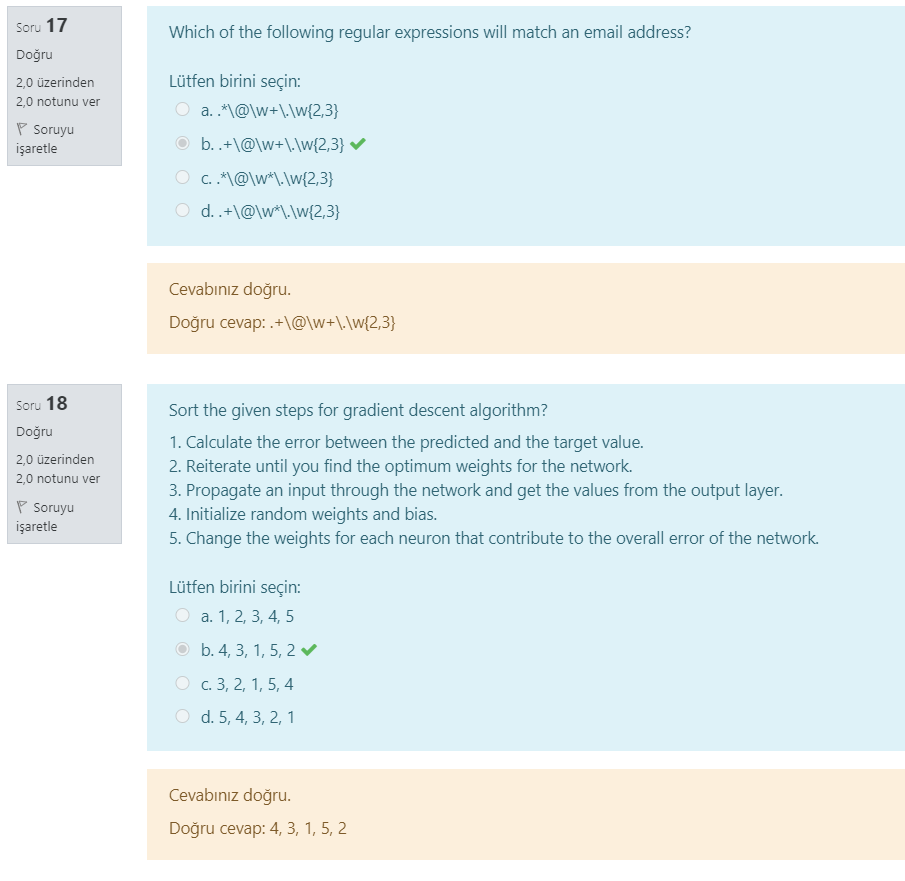 Soru 17
Doğru
2,0 üzerinden
2,0 notunu ver
Soruyu
işaretle
Which of the following regular expressions will match an email address?
Lütfen birini seçin:
a. .*\@\w+\.\w{2,3}
b. .+\@\w+\.\w{2,3}
c. .*\@\w*\.\w{2,3}
d. .+\@\w*\.\w{2,3}
Cevabınız doğru.
Doğru cevap: .+\@\w+\.\w{2,3}
Soru 18
Doğru
2,0 üzerinden
2,0 notunu ver
Soruyu
işaretle
Sort the given steps for gradient descent algorithm?
1. Calculate the error between the predicted and the target value.
2. Reiterate until you find the optimum weights for the network.
3. Propagate an input through the network and get the values from the output layer.
4. Initialize random weights and bias.
5. Change the weights for each neuron that contribute to the overall error of the network.
Lütfen birini seçin:
a. 1, 2, 3, 4, 5
b. 4, 3, 1, 5, 2
c. 3, 2, 1, 5, 4
d. 5, 4, 3, 2, 1
Cevabınız doğru.
Doğru cevap: 4, 3, 1, 5, 2